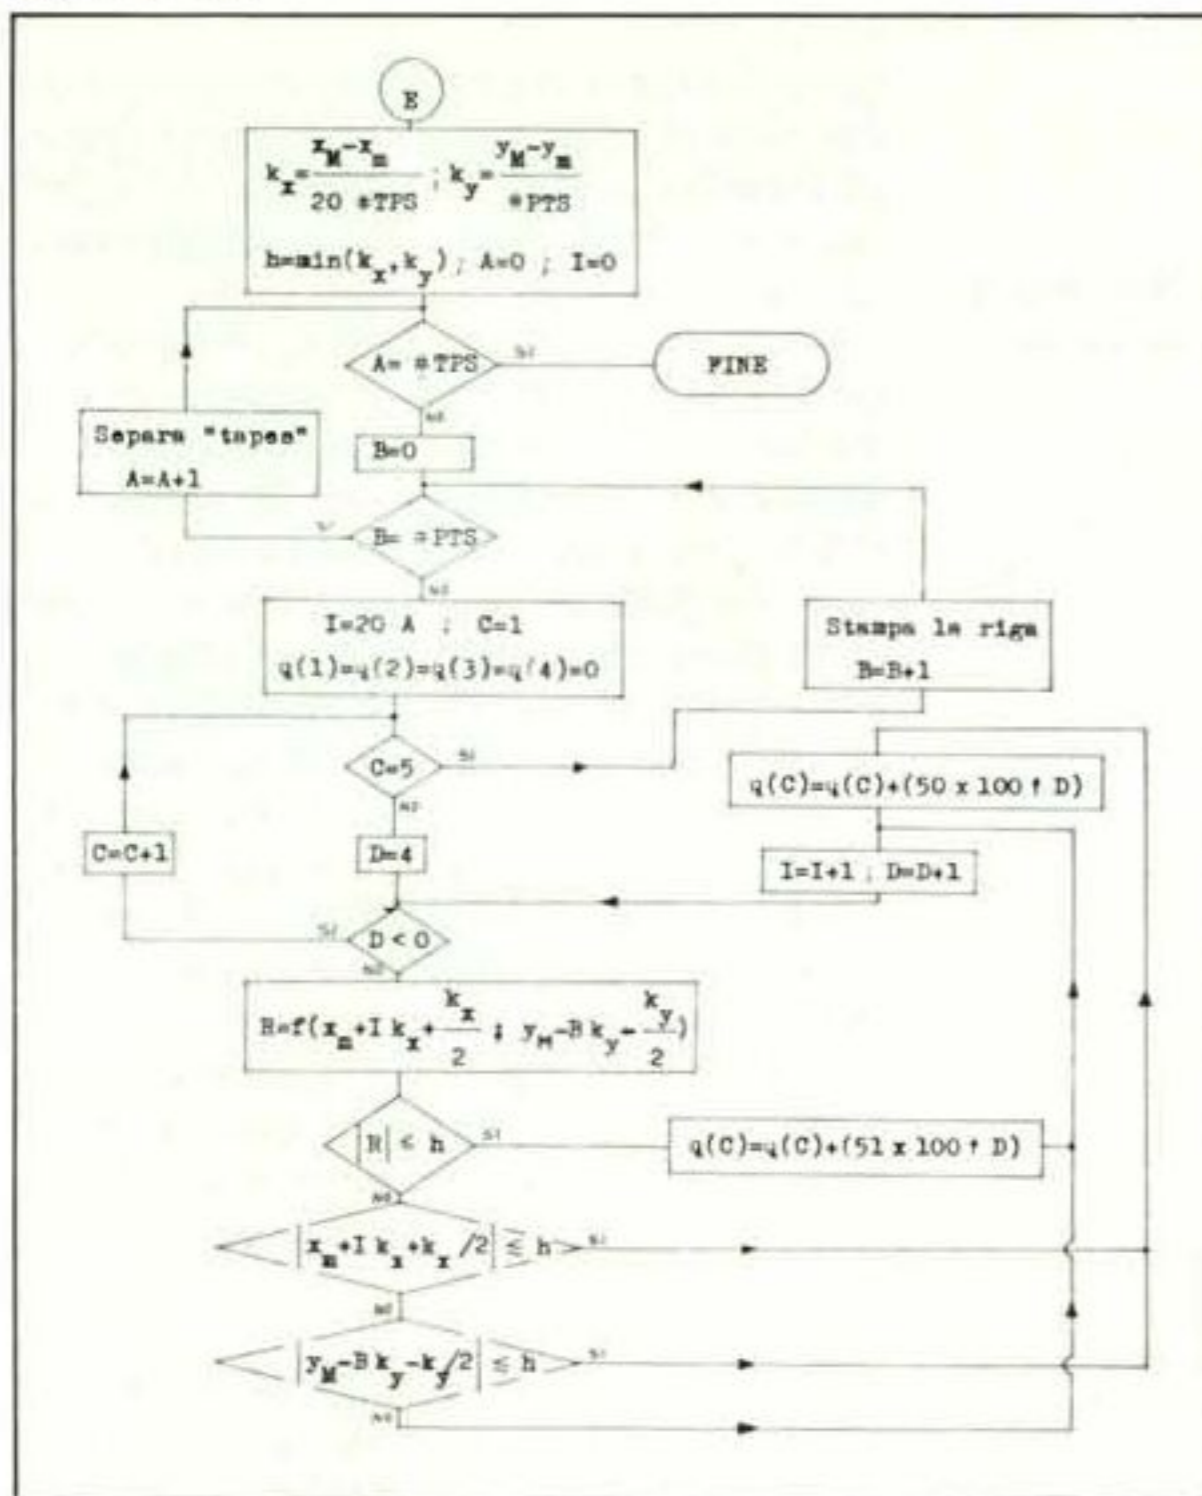 E
k_x = (x_M - x_m) / (20 *TPS) ; k_y = (y_M - y_m) / (*PTS)
h=min(k_x,k_y) ; A=0 ; I=0
A= *TPS
SI
FINE
NO
Separa "tapes"
A=A+1
B=0
SI
B= *PTS
NO
I=20 A ; C=1
q(1)=q(2)=q(3)=q(4)=0
Stampa la riga
B=B+1
C=5
SI
NO
q(C)=q(C)+(50 x 100 ↑ D)
C=C+1
D=4
I=I+1 ; D=D+1
SI
D < 0
NO
R=f(x_m+I k_x+k_x/2 ; y_M-B k_y-k_y/2)
|R| ≤ h
SI
q(C)=q(C)+(51 x 100 ↑ D)
NO
|x_m+I k_x+k_x /2| ≤ h
SI
NO
|y_M-B k_y-k_y/2| ≤ h
SI
NO